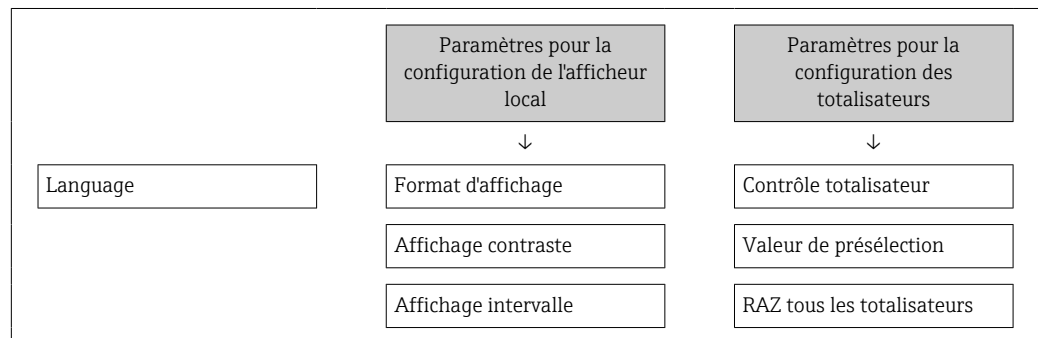 Paramètres pour la
configuration de l'afficheur
local
Paramètres pour la
configuration des
totalisateurs
↓
↓
Language
Format d'affichage
Contrôle totalisateur
Affichage contraste
Valeur de présélection
Affichage intervalle
RAZ tous les totalisateurs